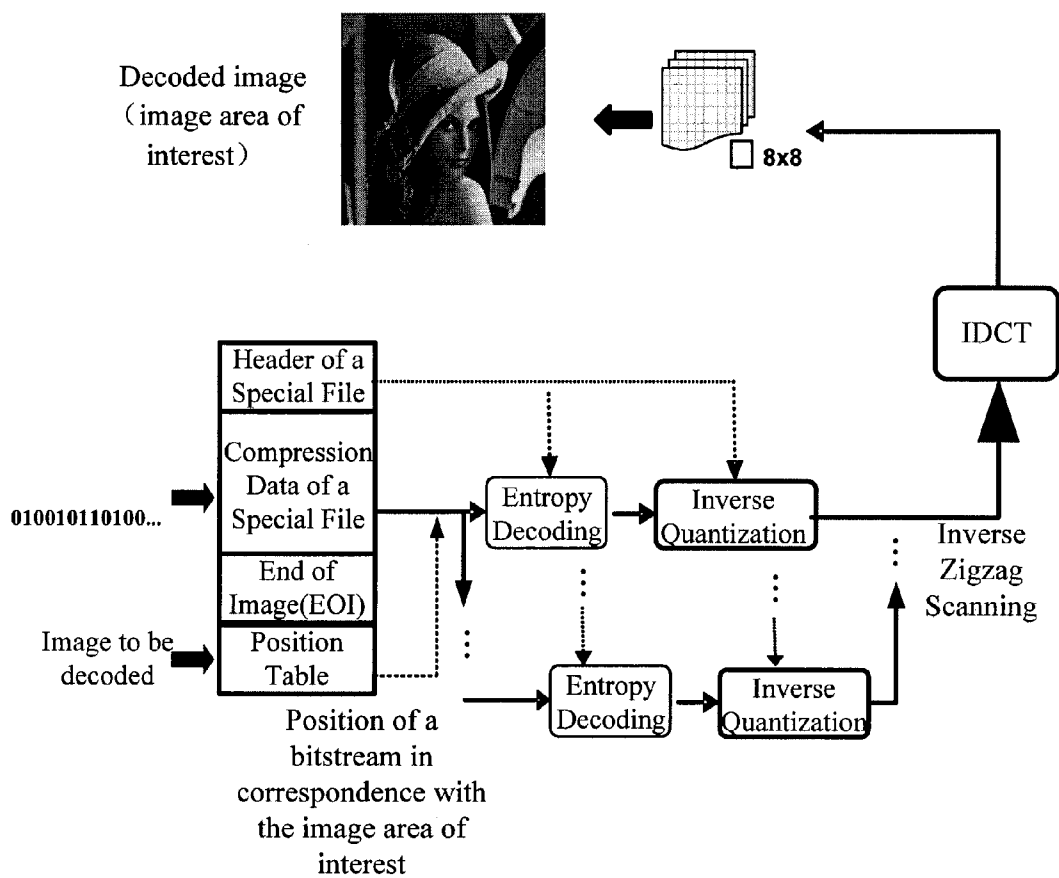 Decoded image
（image area of
interest）
8x8
IDCT
Header of a
Special File
Compression
Data of a
Special File
End of
Image(EOI)
Position
Table
010010110100...
Image to be
decoded
Entropy
Decoding
Inverse
Quantization
Inverse
Zigzag
Scanning
Entropy
Decoding
Inverse
Quantization
Position of a
bitstream in
correspondence with
the image area of
interest